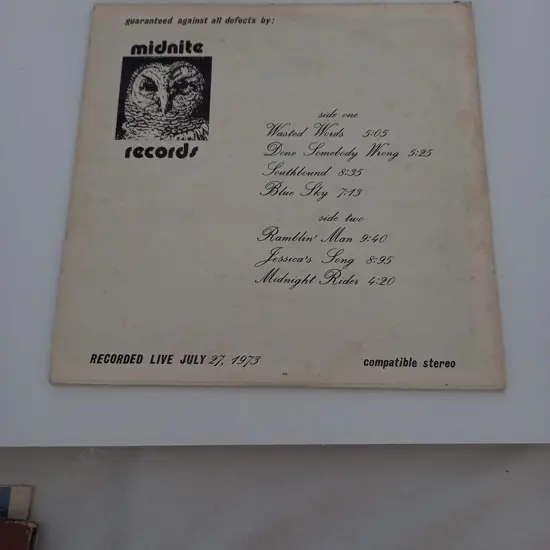 guaranteed against all defects by:
midnite
records
side one
Wasted Words 5:05
Done Somebody Wrong 5:25
Southbound 8:35
Blue Sky 7:13
side two
Ramblin' Man 9:40
Jessica's Song 8:95
Midnight Rider 4:20
RECORDED LIVE JULY 27, 1973
compatible stereo